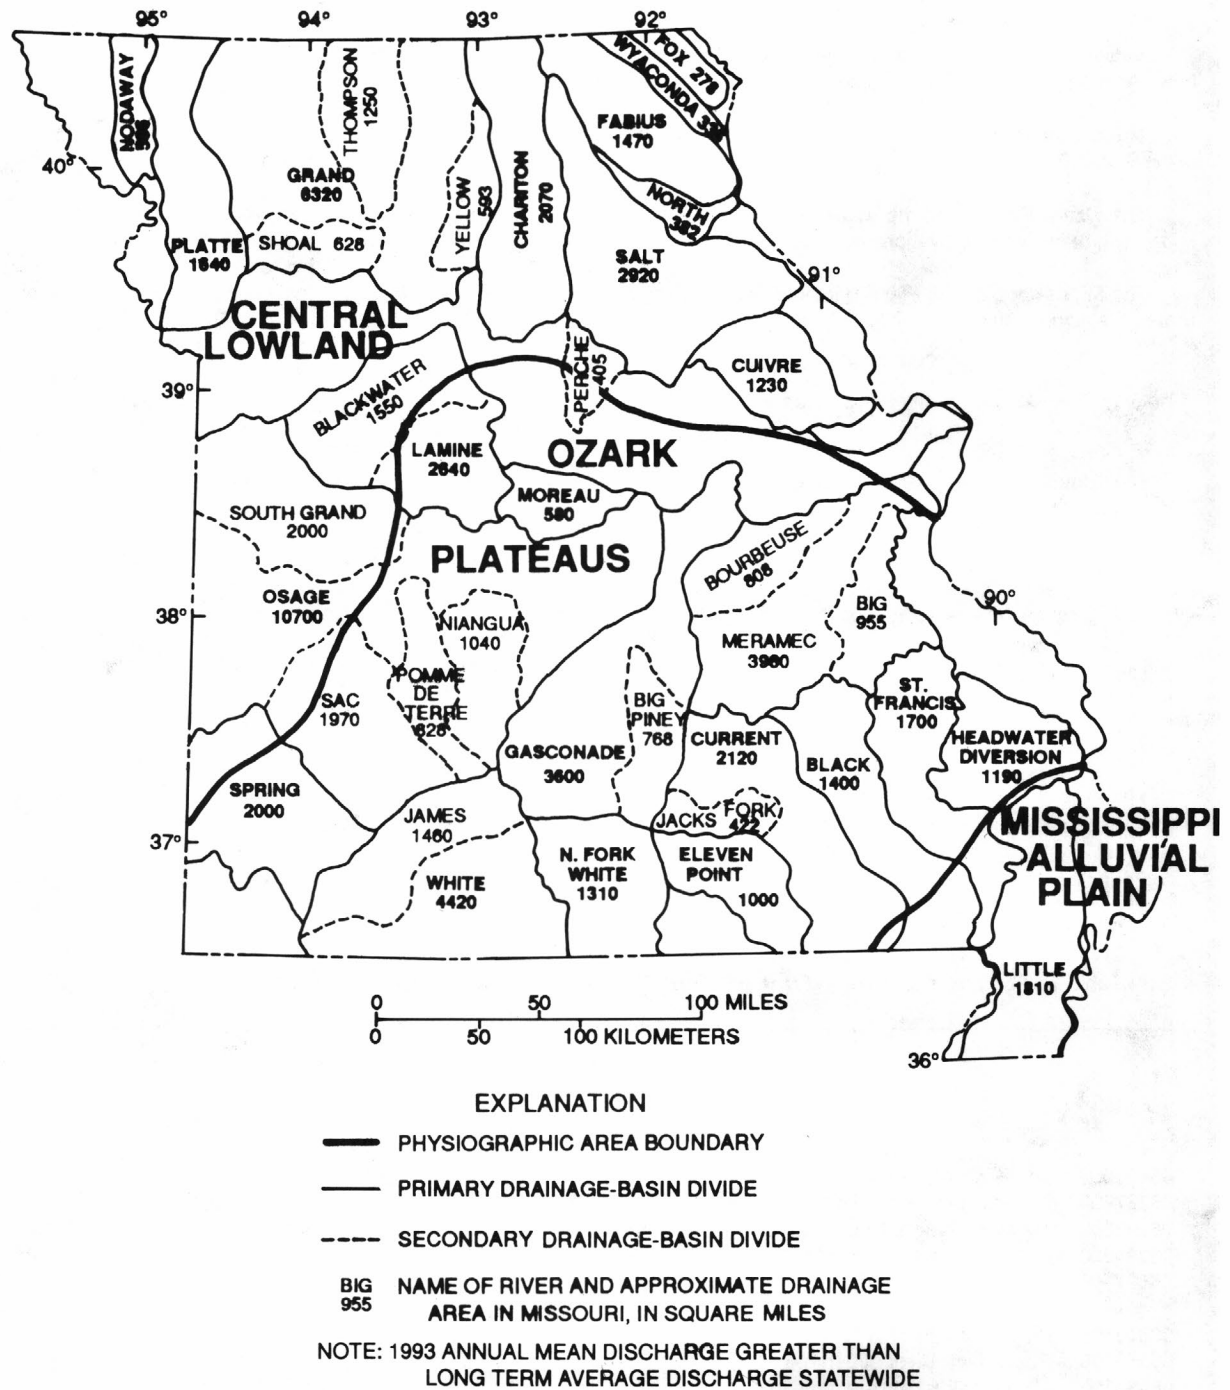 95°
94°
93°
92°
NODAWAY
THOMPSON
1250
WYACONDA
FOX 278
FABIUS
1470
40°
GRAND
6320
YELLOW
593
CHARITON
2070
NORTH
382
PLATTE
1640
SHOAL 628
SALT
2920
91°
CENTRAL
LOWLAND
PERCHE
405
CUIVRE
1230
39°
BLACKWATER
1550
LAMINE
2640
OZARK
MOREAU
580
SOUTH GRAND
2000
PLATEAUS
BOURBEUSE
808
OSAGE
10700
38°
NIANGUA
1040
BIG
955
90°
MERAMEC
3980
POMME
DE
TERRE
828
SAC
1970
BIG
PINEY
768
ST.
FRANCIS
1700
GASCONADE
3600
CURRENT
2120
BLACK
1400
HEADWATER
DIVERSION
1190
SPRING
2000
JAMES
1460
JACKS FORK
422
37°
MISSISSIPPI
ALLUVIAL
PLAIN
WHITE
4420
N. FORK
WHITE
1310
ELEVEN
POINT
1000
LITTLE
1810
36°
0 50 100 MILES
0 50 100 KILOMETERS
EXPLANATION
PHYSIOGRAPHIC AREA BOUNDARY
PRIMARY DRAINAGE-BASIN DIVIDE
SECONDARY DRAINAGE-BASIN DIVIDE
BIG
955
NAME OF RIVER AND APPROXIMATE DRAINAGE
AREA IN MISSOURI, IN SQUARE MILES
NOTE: 1993 ANNUAL MEAN DISCHARGE GREATER THAN
LONG TERM AVERAGE DISCHARGE STATEWIDE